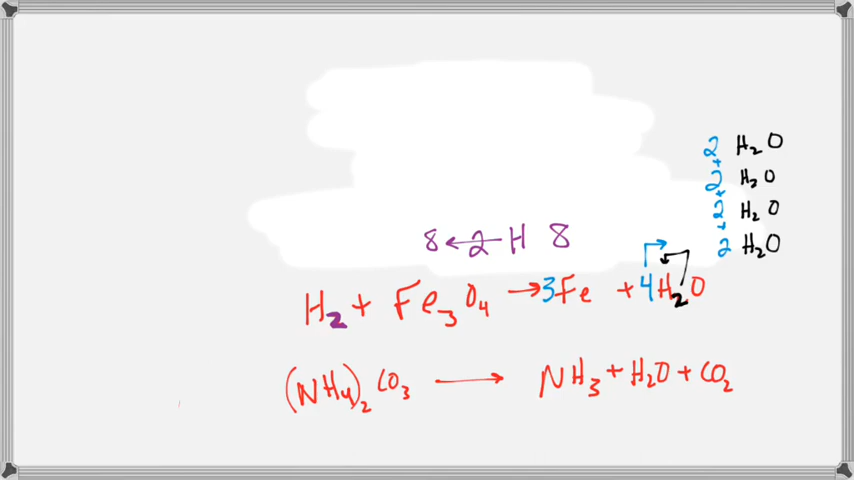 2 H₂O
+
2 H₂O
+
2 H₂O
+
2 H₂O
8 ← 2 H 8
H₂ + Fe₃O₄ → 3Fe + 4H₂O
(NH₄)₂CO₃ → NH₃ + H₂O + CO₂